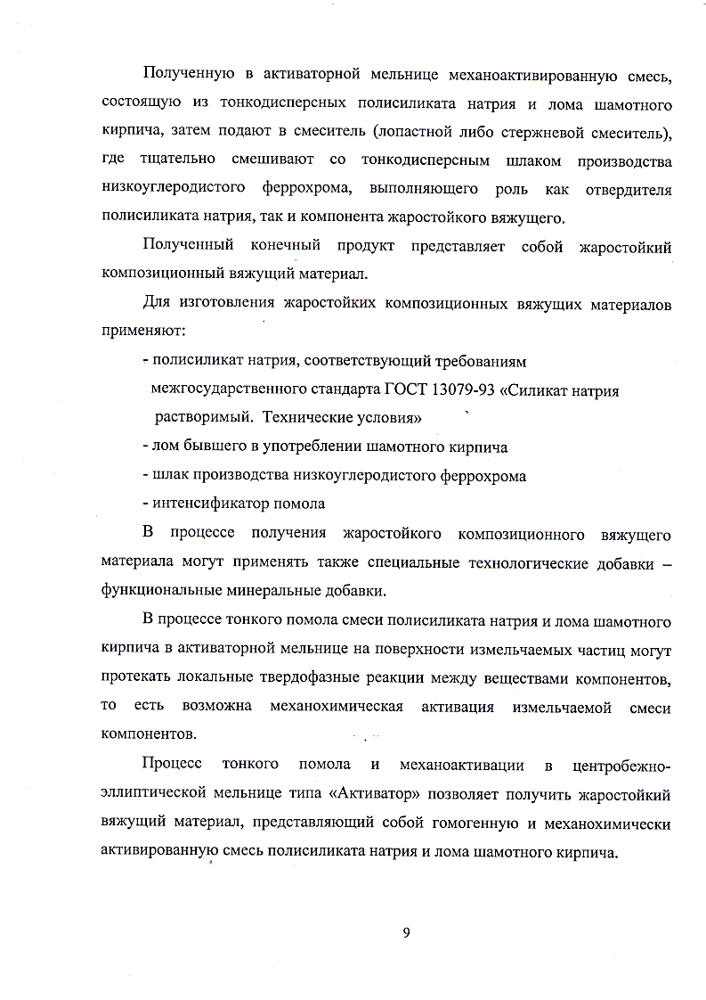 Полученную в активаторной мельнице механоактивированную смесь,
состоящую из тонкодисперсных полисиликата натрия и лома шамотного
кирпича, затем подают в смеситель (лопастной либо стержневой смеситель),
где тщательно смешивают со тонкодисперсным шлаком производства
низкоуглеродистого феррохрома, выполняющего роль как отвердителя
полисиликата натрия, так и компонента жаростойкого вяжущего.
Полученный конечный продукт представляет собой жаростойкий
композиционный вяжущий материал.
Для изготовления жаростойких композиционных вяжущих материалов
применяют:
- полисиликат натрия, соответствующий требованиям
межгосударственного стандарта ГОСТ 13079-93 «Силикат натрия
растворимый. Технические условия»
- лом бывшего в употреблении шамотного кирпича
- шлак производства низкоуглеродистого феррохрома
- интенсификатор помола
В процессе получения жаростойкого композиционного вяжущего
материала могут применять также специальные технологические добавки –
функциональные минеральные добавки.
В процессе тонкого помола смеси полисиликата натрия и лома шамотного
кирпича в активаторной мельнице на поверхности измельчаемых частиц могут
протекать локальные твердофазные реакции между веществами компонентов,
то есть возможна механохимическая активация измельчаемой смеси
компонентов.
Процесс тонкого помола и механоактивации в центробежно-
эллиптической мельнице типа «Активатор» позволяет получить жаростойкий
вяжущий материал, представляющий собой гомогенную и механохимически
активированную смесь полисиликата натрия и лома шамотного кирпича.
9